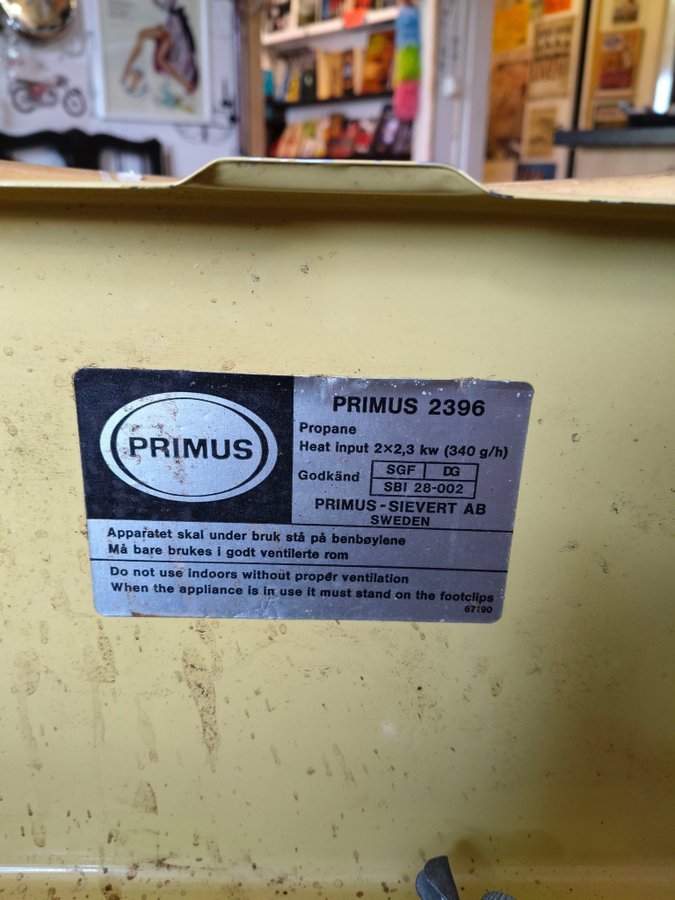 PRIMUS
PRIMUS 2396
Propane
Heat input 2×2,3 kw (340 g/h)
Godkänd
SGF DG
SBI 28-002
PRIMUS-SIEVERT AB
SWEDEN
Apparatet skal under bruk stå på benbøylene
Må bare brukes i godt ventilerte rom
Do not use indoors without proper ventilation
When the appliance is in use it must stand on the footclips
67190